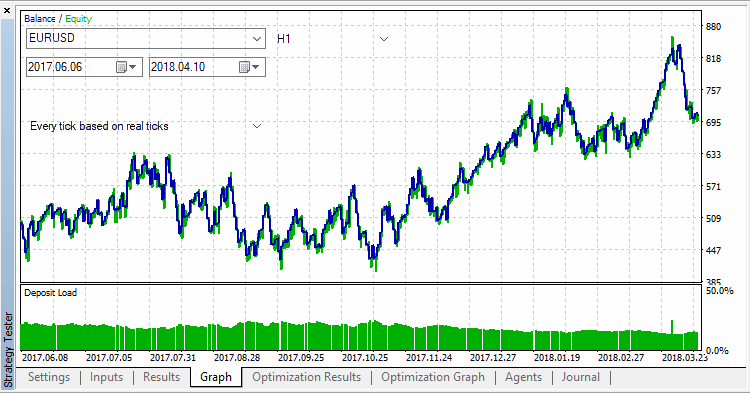 Balance / Equity
EURUSD
H1
2017.06.06
2018.04.10
Every tick based on real ticks
880
818
757
695
633
571
509
447
385
Deposit Load
50.0%
0.0%
2017.06.08 2017.07.05 2017.07.31 2017.08.28 2017.09.25 2017.10.25 2017.11.24 2017.12.27 2018.01.19 2018.02.27 2018.03.23
Strategy Tester
Settings Inputs Results Graph Optimization Results Optimization Graph Agents Journal